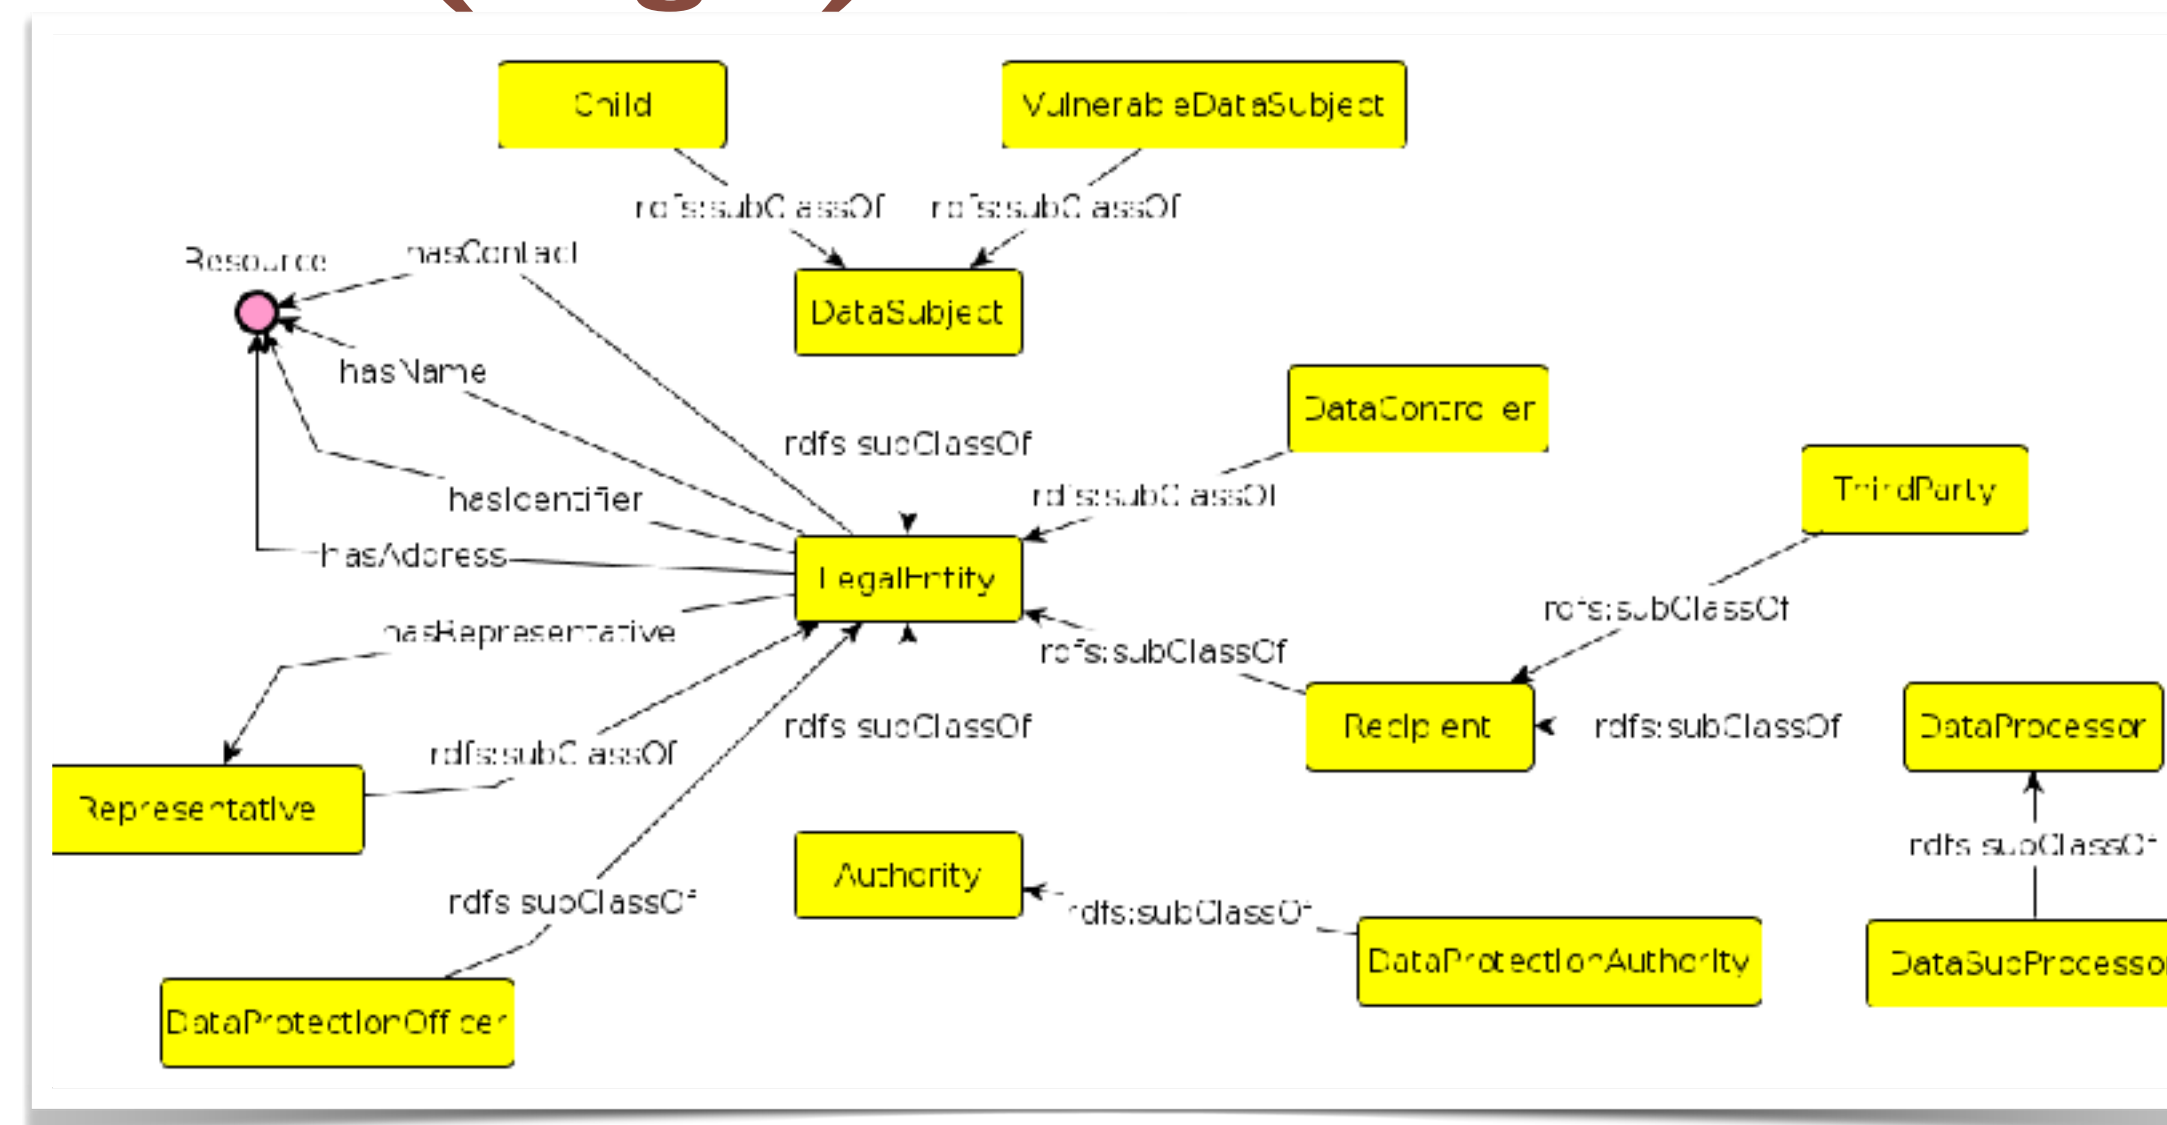 Child
VulnerableDataSubject
rdfs:subClassOf
rdfs:subClassOf
Resource
hasContact
DataSubject
hasName
DataController
rdfs:subClassOf
ThirdParty
rdfs:subClassOf
hasIdentifier
hasAddress
LegalEntity
rdfs:subClassOf
hasRepresentative
rdfs:subClassOf
Recipient
rdfs:subClassOf
DataProcessor
rdfs:subClassOf
rdfs:subClassOf
Representative
rdfs:subClassOf
Authority
rdfs:subClassOf
rdfs:subClassOf
DataProtectionAuthority
DataSubProcesso
DataProtectionOfficer